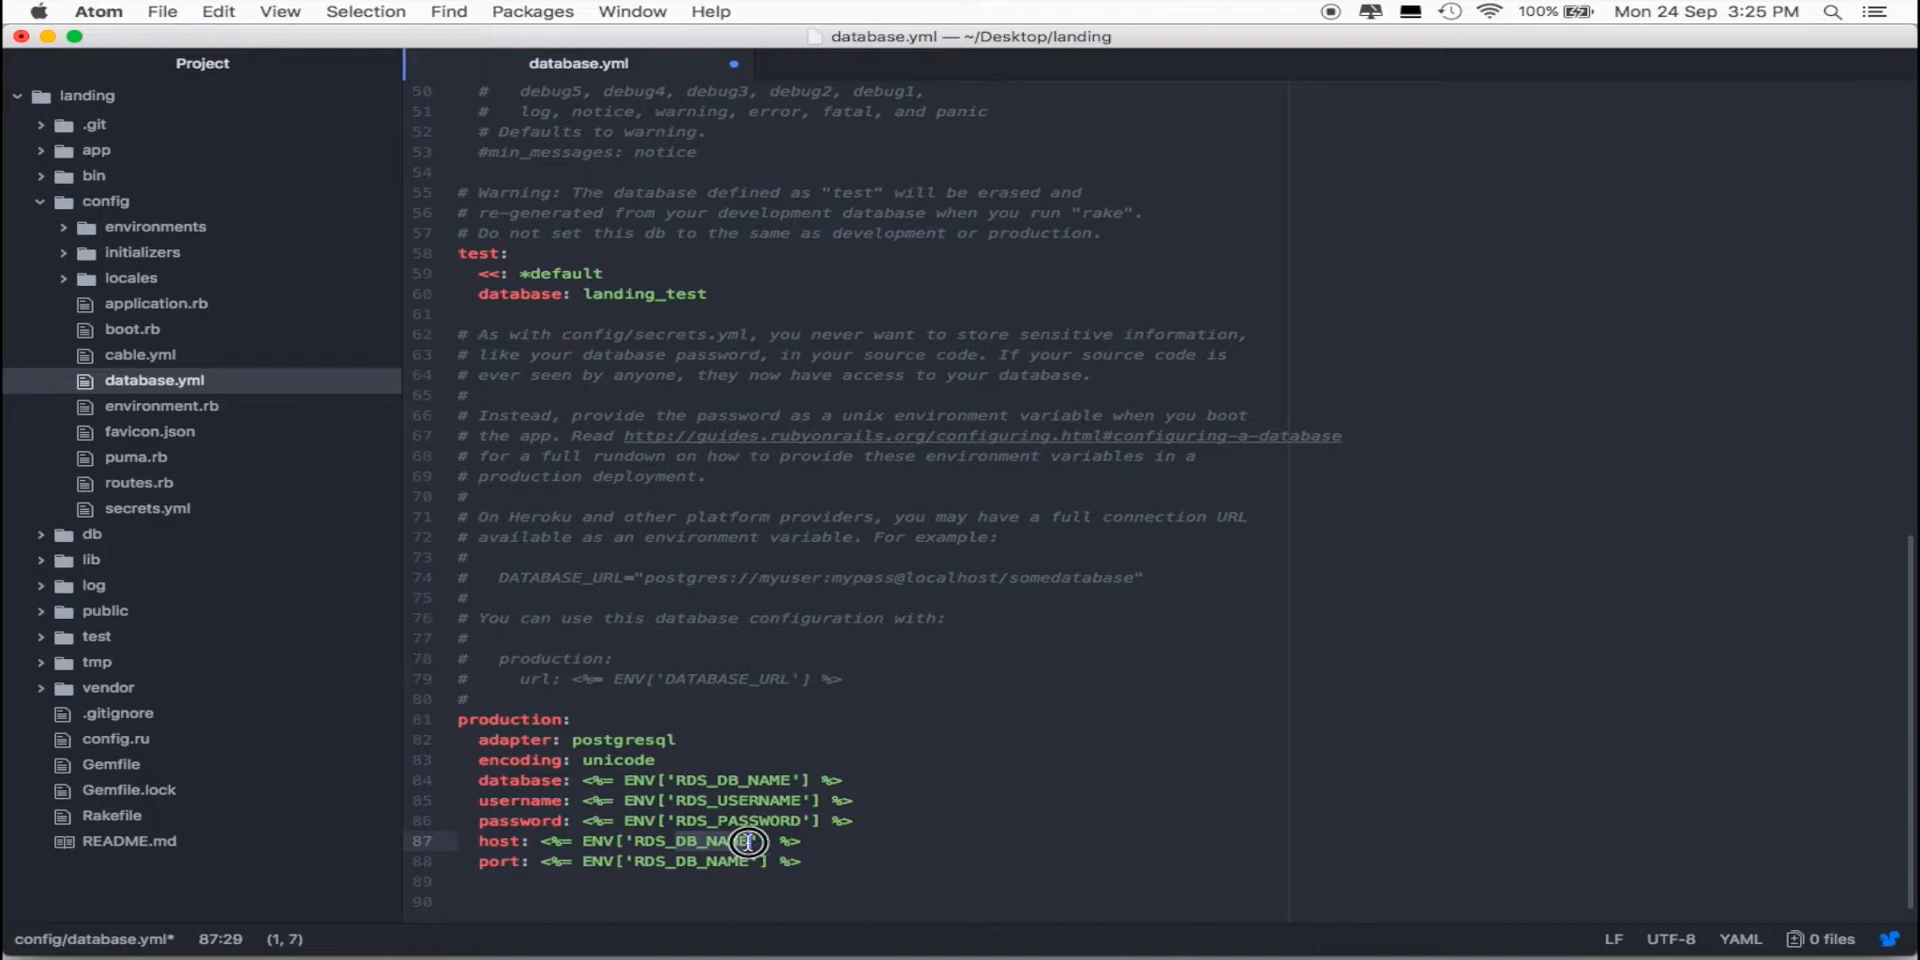 Atom File Edit View Selection Find Packages Window Help 100% Mon 24 Sep 3:25 PM
database.yml — ~/Desktop/landing
Project
database.yml
landing
.git
app
bin
config
environments
initializers
locales
application.rb
boot.rb
cable.yml
database.yml
environment.rb
favicon.json
puma.rb
routes.rb
secrets.yml
db
lib
log
public
test
tmp
vendor
.gitignore
config.ru
Gemfile
Gemfile.lock
Rakefile
README.md
50 #   debug5, debug4, debug3, debug2, debug1,
51 #   log, notice, warning, error, fatal, and panic
52 # Defaults to warning.
53 #min_messages: notice
54
55 # Warning: The database defined as "test" will be erased and
56 # re-generated from your development database when you run "rake".
57 # Do not set this db to the same as development or production.
58 test:
59 <<: *default
60 database: landing_test
61
62 # As with config/secrets.yml, you never want to store sensitive information,
63 # like your database password, in your source code. If your source code is
64 # ever seen by anyone, they now have access to your database.
65 #
66 # Instead, provide the password as a unix environment variable when you boot
67 # the app. Read http://guides.rubyonrails.org/configuring.html#configuring-a-database
68 # for a full rundown on how to provide these environment variables in a
69 # production deployment.
70 #
71 # On Heroku and other platform providers, you may have a full connection URL
72 # available as an environment variable. For example:
73 #
74 #   DATABASE_URL="postgres://myuser:mypass@localhost/somedatabase"
75 #
76 # You can use this database configuration with:
77 #
78 #   production:
79 #     url: <%= ENV['DATABASE_URL'] %>
80 #
81 production:
82 adapter: postgresql
83 encoding: unicode
84 database: <%= ENV['RDS_DB_NAME'] %>
85 username: <%= ENV['RDS_USERNAME'] %>
86 password: <%= ENV['RDS_PASSWORD'] %>
87 host: <%= ENV['RDS_DB_NAME'] %>
88 port: <%= ENV['RDS_DB_NAME'] %>
89
90
config/database.yml* 87:29 (1, 7) LF UTF-8 YAML 0 files